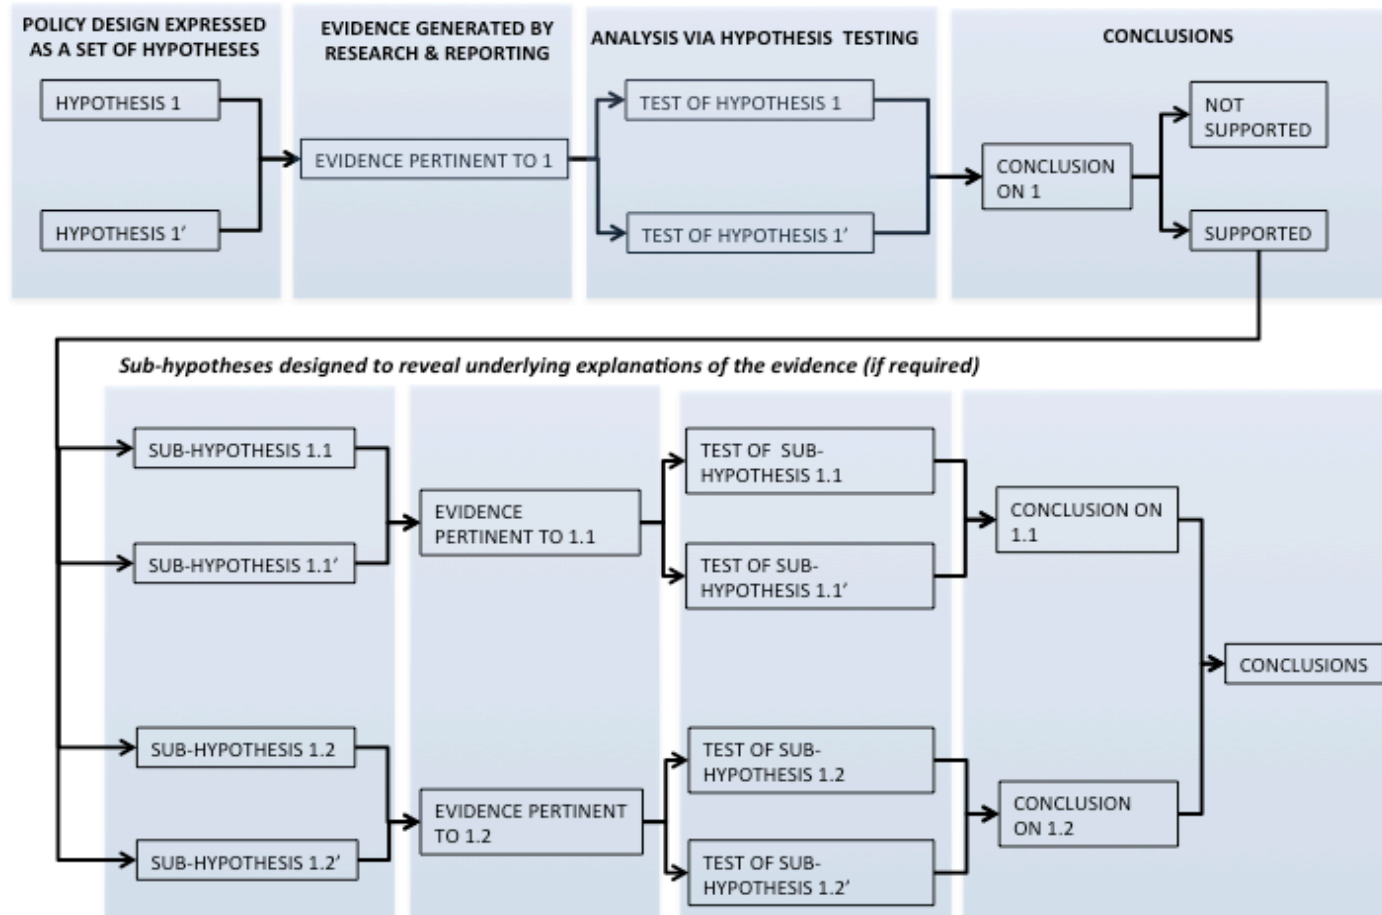 POLICY DESIGN EXPRESSED
AS A SET OF HYPOTHESES
EVIDENCE GENERATED BY
RESEARCH & REPORTING
ANALYSIS VIA HYPOTHESIS TESTING
CONCLUSIONS
HYPOTHESIS 1
HYPOTHESIS 1’
EVIDENCE PERTINENT TO 1
TEST OF HYPOTHESIS 1
TEST OF HYPOTHESIS 1’
CONCLUSION
ON 1
NOT
SUPPORTED
SUPPORTED
Sub-hypotheses designed to reveal underlying explanations of the evidence (if required)
SUB-HYPOTHESIS 1.1
SUB-HYPOTHESIS 1.1’
EVIDENCE
PERTINENT TO 1.1
TEST OF SUB-
HYPOTHESIS 1.1
TEST OF SUB-
HYPOTHESIS 1.1’
CONCLUSION ON
1.1
CONCLUSIONS
SUB-HYPOTHESIS 1.2
SUB-HYPOTHESIS 1.2’
EVIDENCE PERTINENT
TO 1.2
TEST OF SUB-
HYPOTHESIS 1.2
TEST OF SUB-
HYPOTHESIS 1.2’
CONCLUSION
ON 1.2